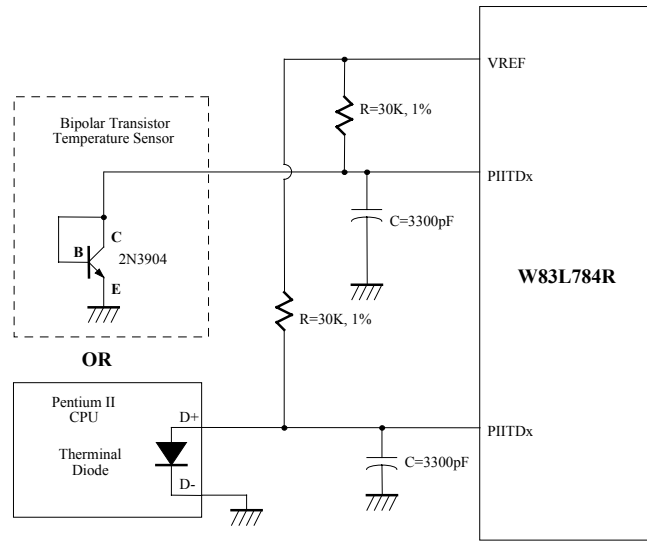 VREF
R=30K, 1%
Bipolar Transistor
Temperature Sensor
PIITDx
C
B
2N3904
E
C=3300pF
W83L784R
R=30K, 1%
OR
Pentium II
CPU
D+
PIITDx
Therminal
Diode
C=3300pF
D-